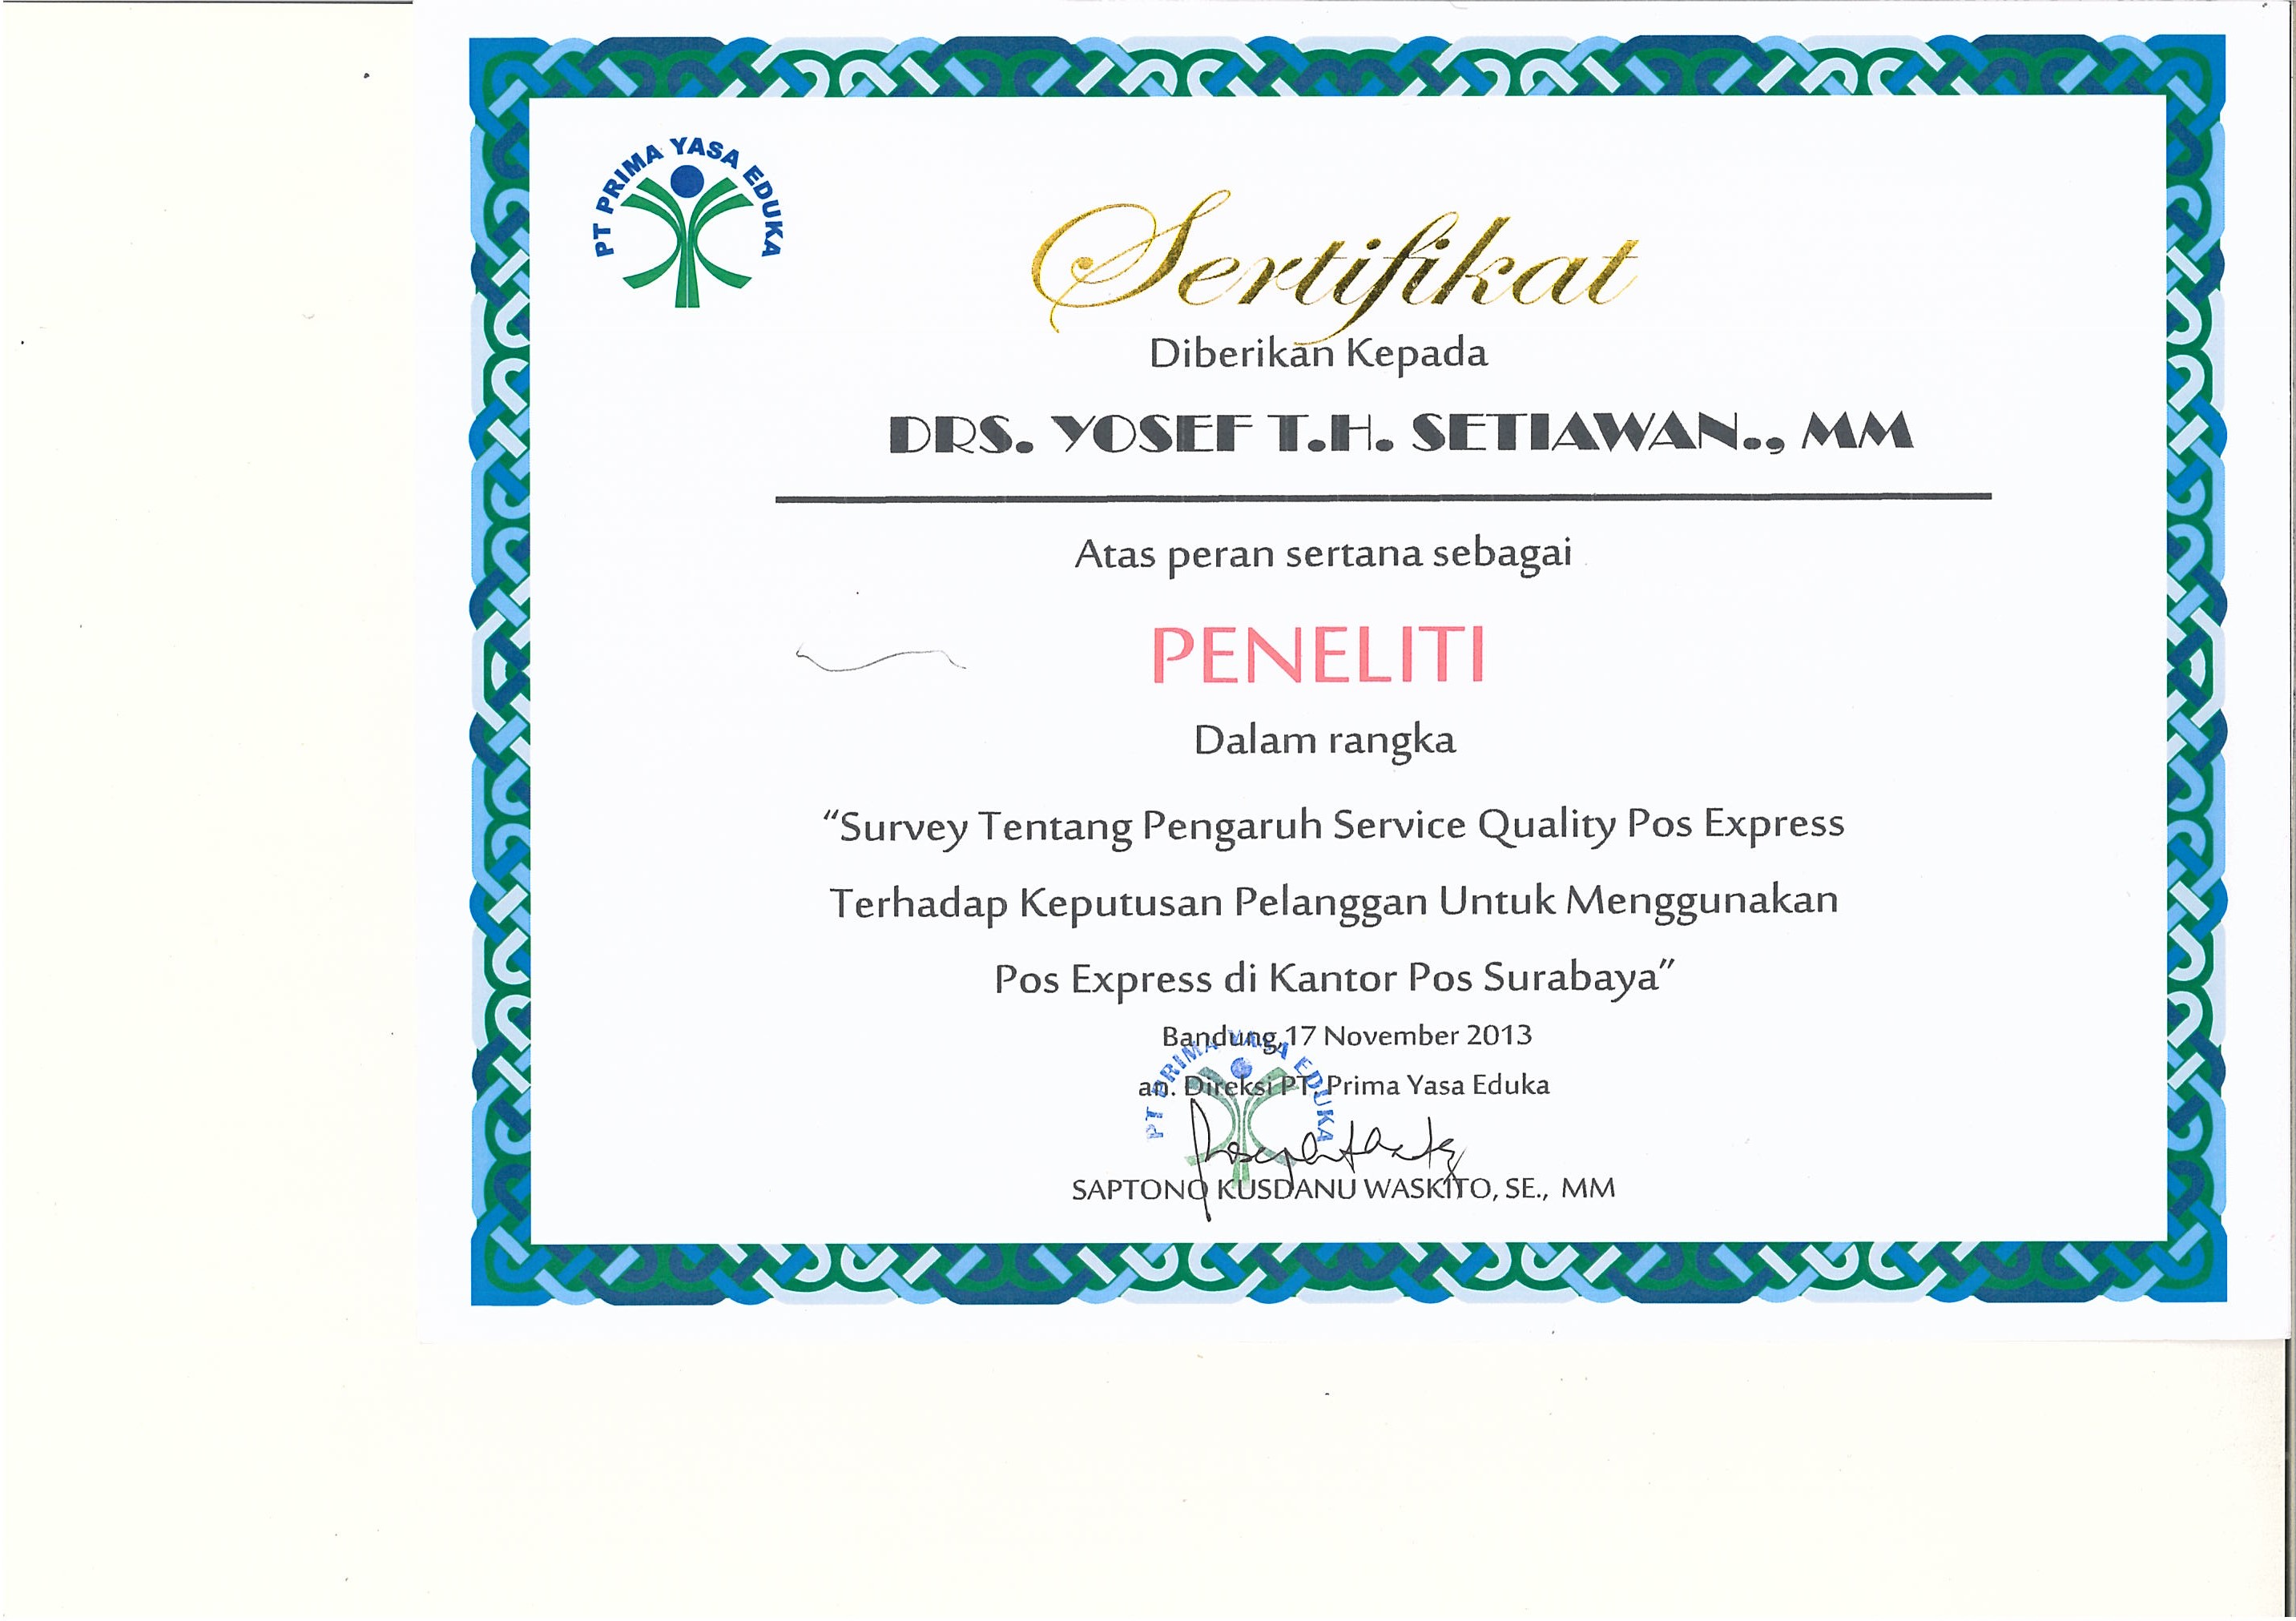 PT PRIMA YASA EDUKA
Sertifikat
Diberikan Kepada
DRS. YOSEF T.H. SETIAWAN., MM
Atas peran sertana sebagai
PENELITI
Dalam rangka
“Survey Tentang Pengaruh Service Quality Pos Express
Terhadap Keputusan Pelanggan Untuk Menggunakan
Pos Express di Kantor Pos Surabaya”
Bandung,17 November 2013
an. Direksi PT. Prima Yasa Eduka
PT PRIMA YASA EDUKA
SAPTONO KUSDANU WASKITO, SE., MM